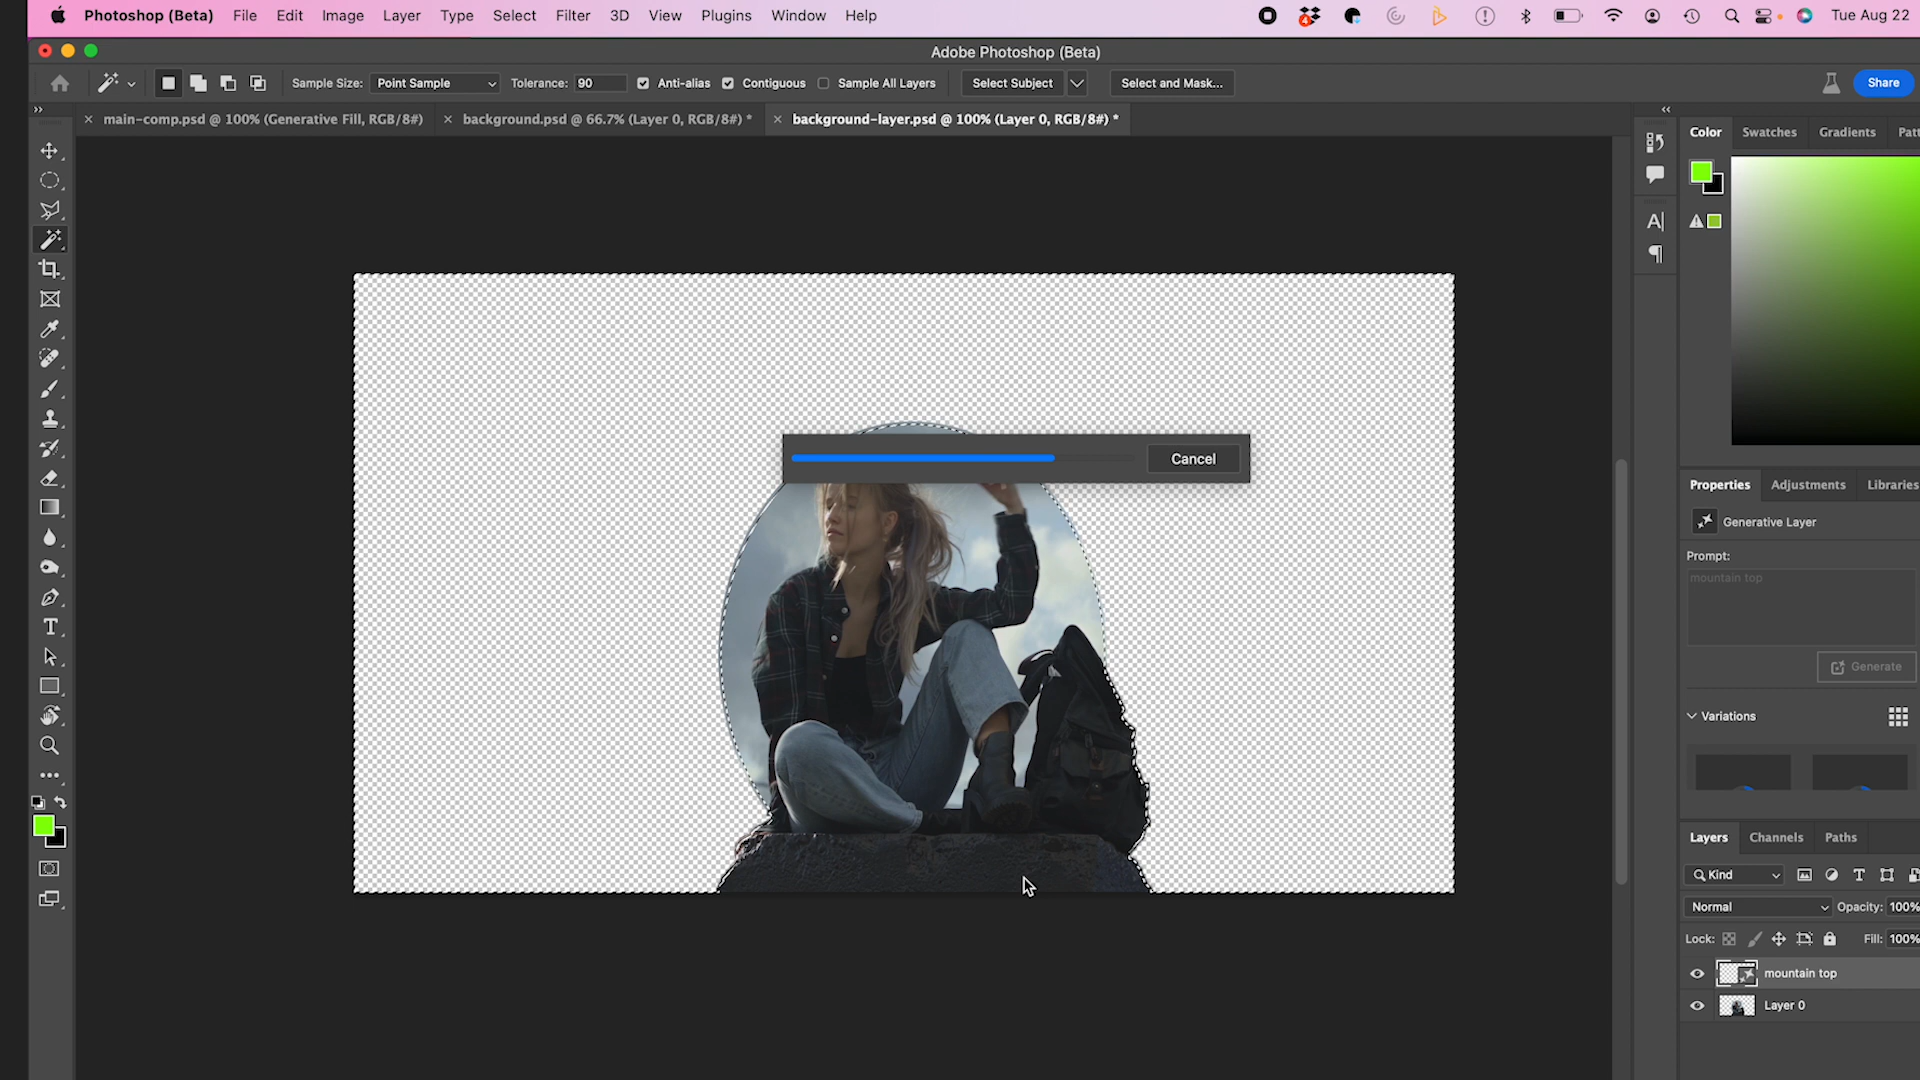 Photoshop (Beta) File Edit Image Layer Type Select Filter 3D View Plugins Window Help 4 Tue Aug 22
Adobe Photoshop (Beta)
Sample Size: Point Sample Tolerance: 90 Anti-alias Contiguous Sample All Layers Select Subject Select and Mask... Share
main-comp.psd @ 100% (Generative Fill, RGB/8#) background.psd @ 66.7% (Layer 0, RGB/8#) * background-layer.psd @ 100% (Layer 0, RGB/8#) *
Color Swatches Gradients Patt
Cancel
Properties Adjustments Libraries
Generative Layer
Prompt:
mountain top
Generate
Variations
Layers Channels Paths
Kind
Normal Opacity: 100%
Lock: Fill: 100%
mountain top
Layer 0